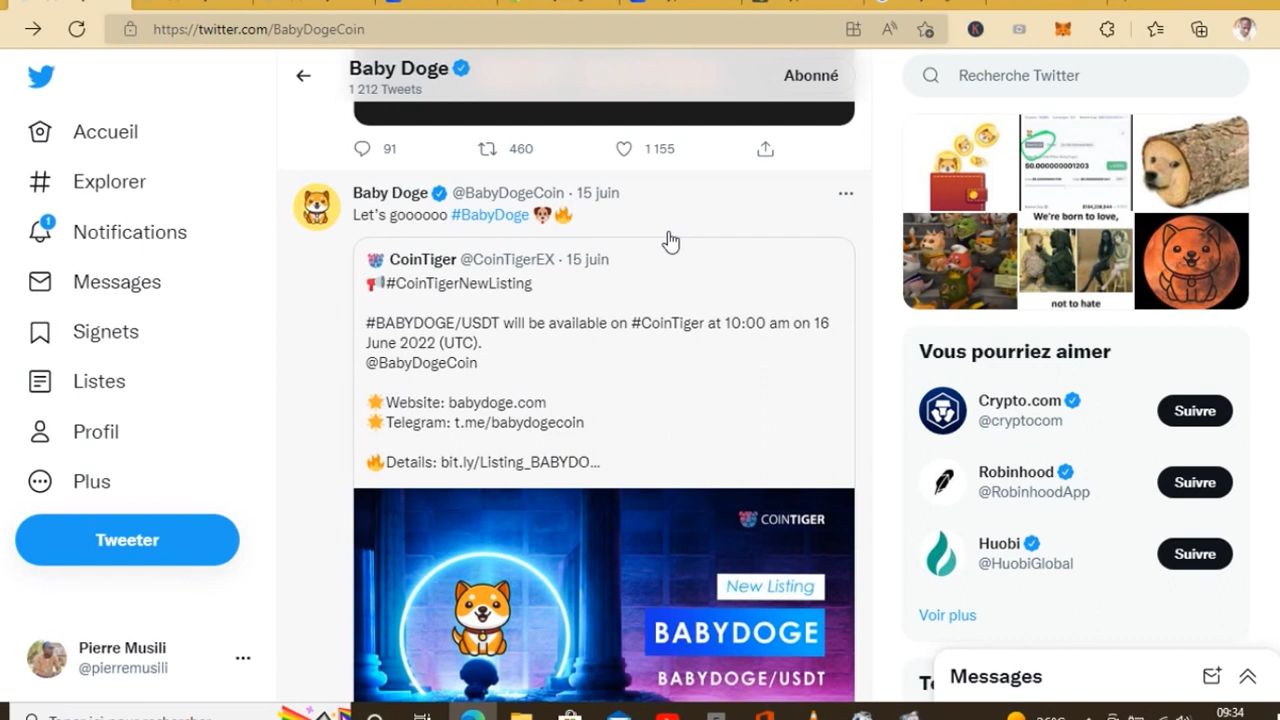 https://twitter.com/BabyDogeCoin
Baby Doge
1 212 Tweets
Abonné
Recherche Twitter
Accueil
Explorer
1
Notifications
Messages
Signets
Listes
Profil
Plus
Tweeter
Pierre Musili
@pierremusili
91
460
1 155
Baby Doge @BabyDogeCoin · 15 juin
Let's goooooo #BabyDoge
CoinTiger @CoinTigerEX · 15 juin
#CoinTigerNewListing
#BABYDOGE/USDT will be available on #CoinTiger at 10:00 am on 16
June 2022 (UTC).
@BabyDogeCoin
Website: babydoge.com
Telegram: t.me/babydogecoin
Details: bit.ly/Listing_BABYDO...
COINTIGER
New Listing
BABYDOGE
BABYDOGE/USDT
$0.0000000001203
We're born to love,
not to hate
Vous pourriez aimer
Crypto.com
@cryptocom
Suivre
Robinhood
@RobinhoodApp
Suivre
Huobi
@HuobiGlobal
Suivre
Voir plus
Messages
09:34